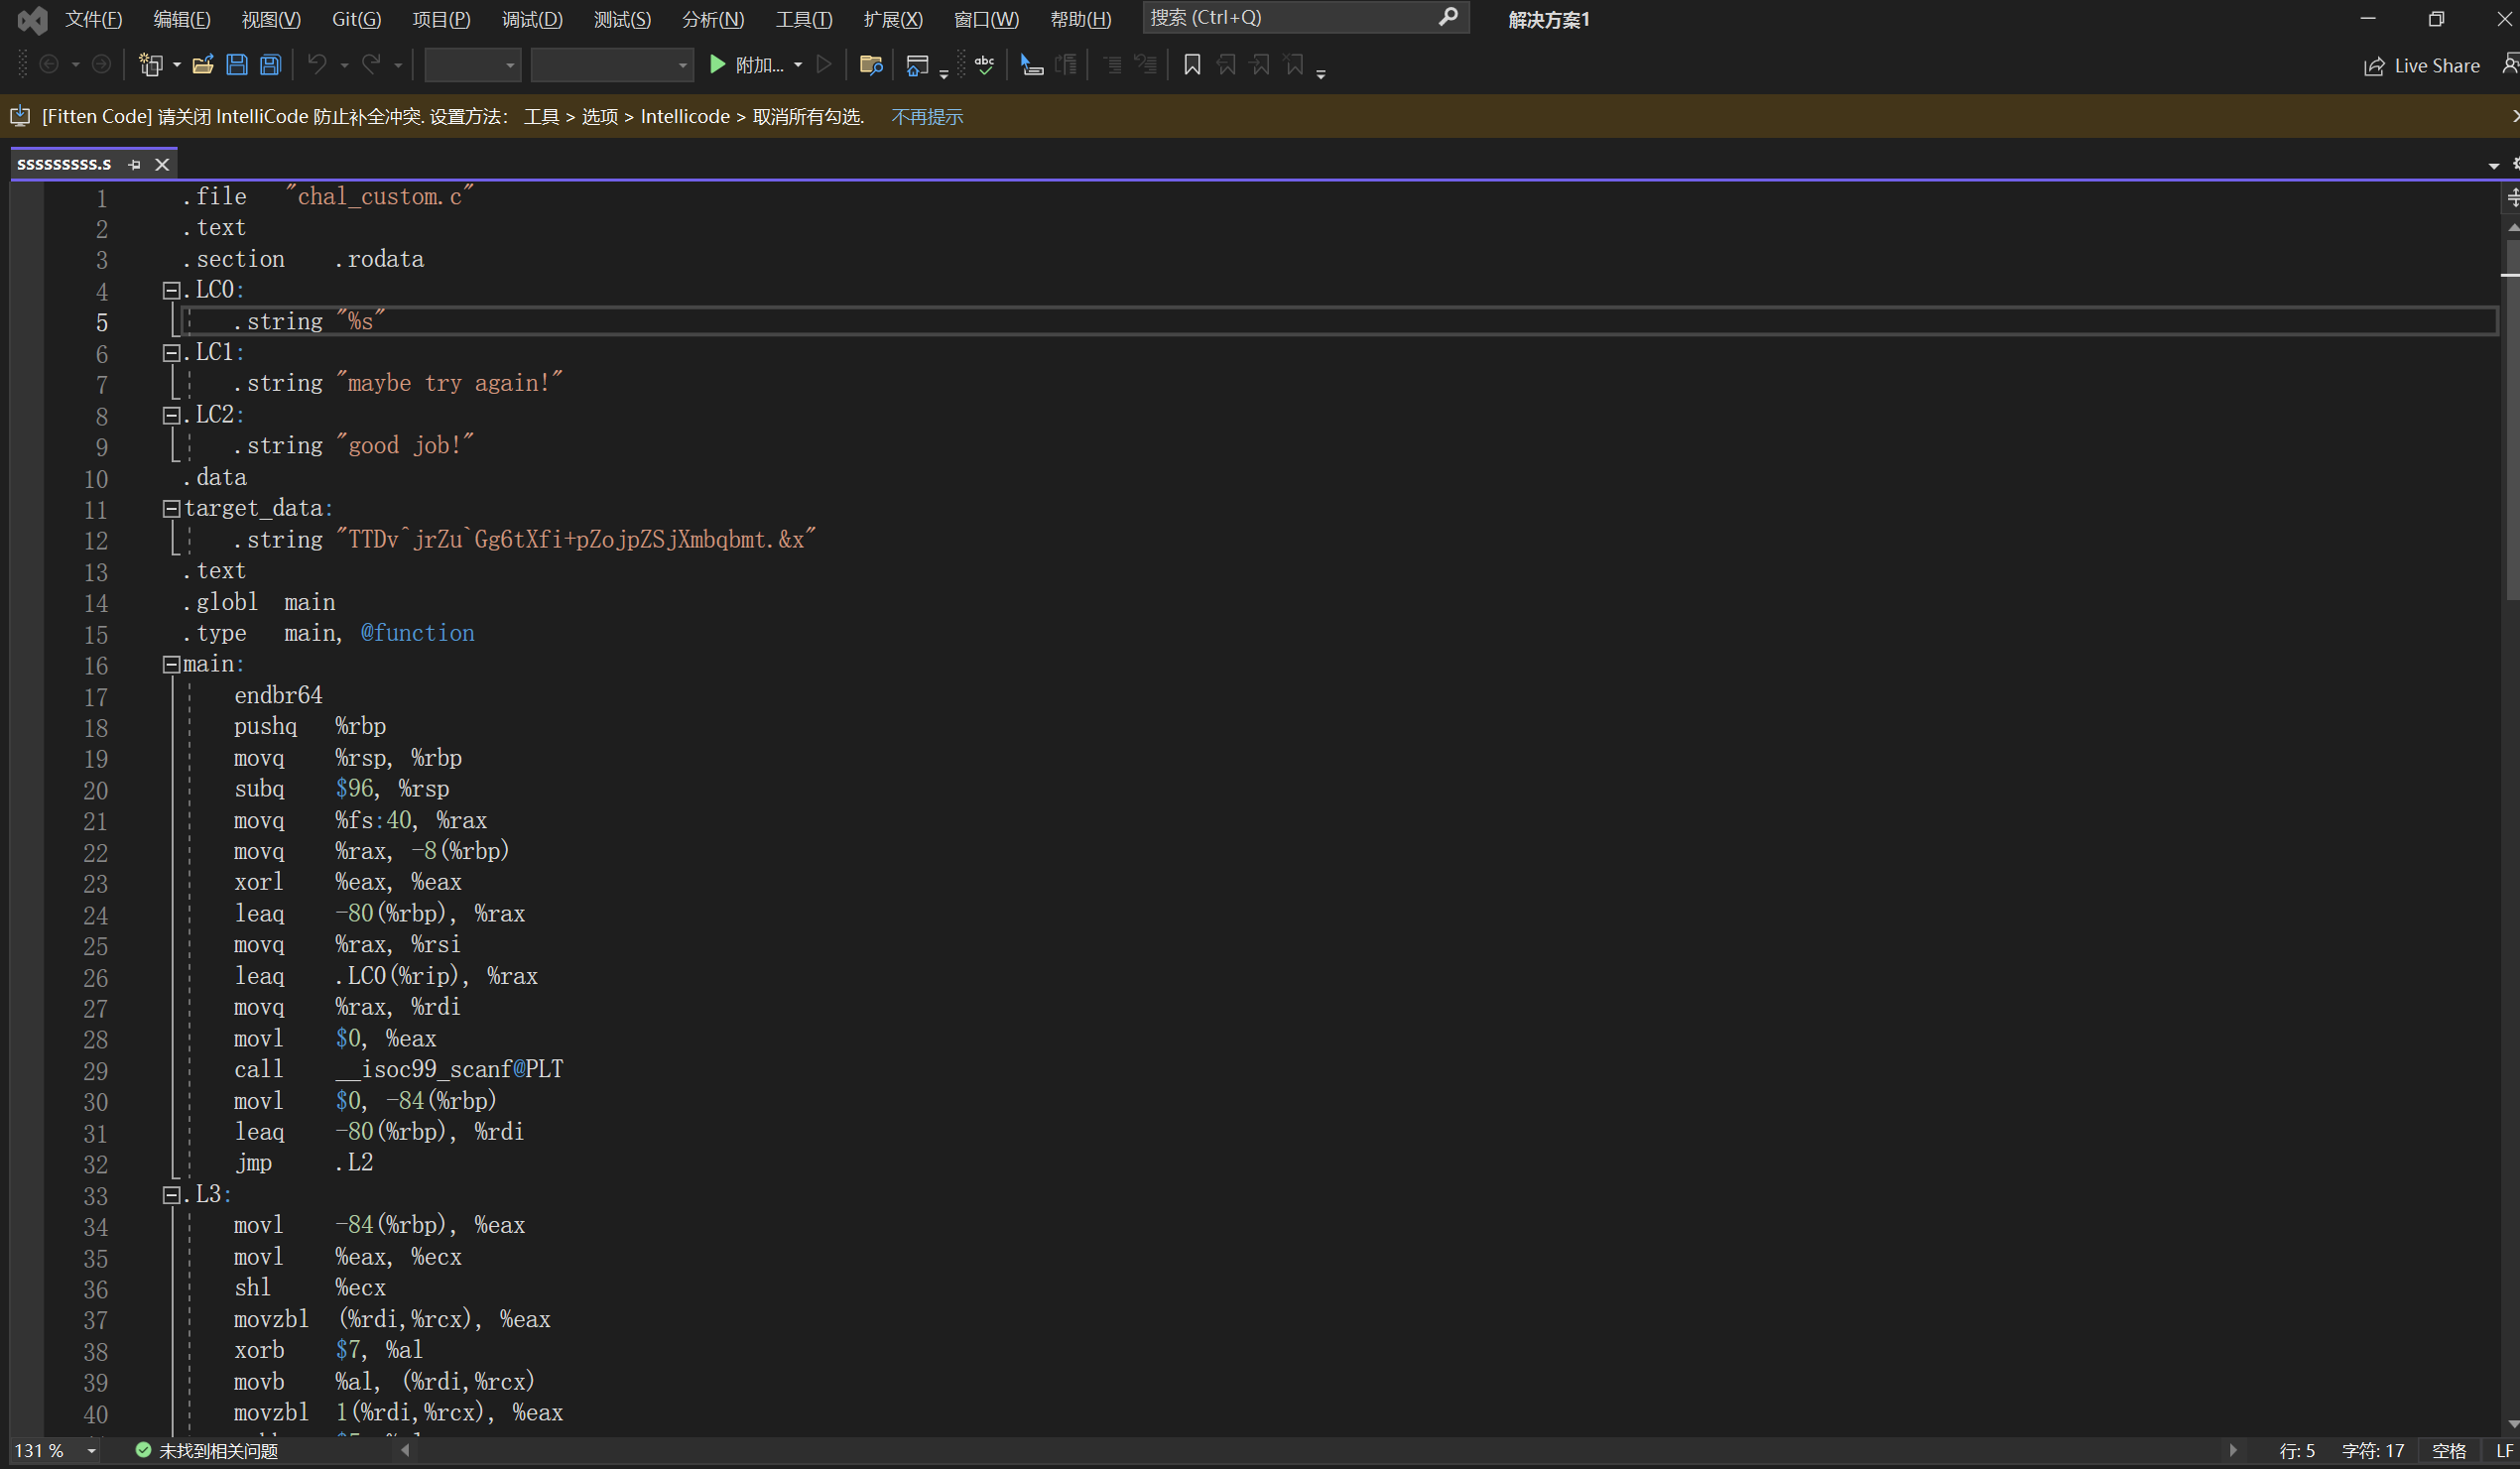 文件(F) 编辑(E) 视图(V) Git(G) 项目(P) 调试(D) 测试(S) 分析(N) 工具(T) 扩展(X) 窗口(W) 帮助(H) 搜索 (Ctrl+Q) 解决方案1
附加... Live Share
[Fitten Code] 请关闭 IntelliCode 防止补全冲突. 设置方法： 工具 > 选项 > Intellicode > 取消所有勾选. 不再提示
sssssssss.s
1 .file "chal_custom.c"
2 .text
3 .section .rodata
4 .LC0:
5 .string "%s"
6 .LC1:
7 .string "maybe try again!"
8 .LC2:
9 .string "good job!"
10 .data
11 target_data:
12 .string "TTDv^jrZu`Gg6tXfi+pZojpZSjXmbqbmt.&x"
13 .text
14 .globl main
15 .type main, @function
16 main:
17 endbr64
18 pushq %rbp
19 movq %rsp, %rbp
20 subq $96, %rsp
21 movq %fs:40, %rax
22 movq %rax, -8(%rbp)
23 xorl %eax, %eax
24 leaq -80(%rbp), %rax
25 movq %rax, %rsi
26 leaq .LC0(%rip), %rax
27 movq %rax, %rdi
28 movl $0, %eax
29 call __isoc99_scanf@PLT
30 movl $0, -84(%rbp)
31 leaq -80(%rbp), %rdi
32 jmp .L2
33 .L3:
34 movl -84(%rbp), %eax
35 movl %eax, %ecx
36 shl %ecx
37 movzbl (%rdi,%rcx), %eax
38 xorb $7, %al
39 movb %al, (%rdi,%rcx)
40 movzbl 1(%rdi,%rcx), %eax
131 % 未找到相关问题 行: 5 字符: 17 空格 LF